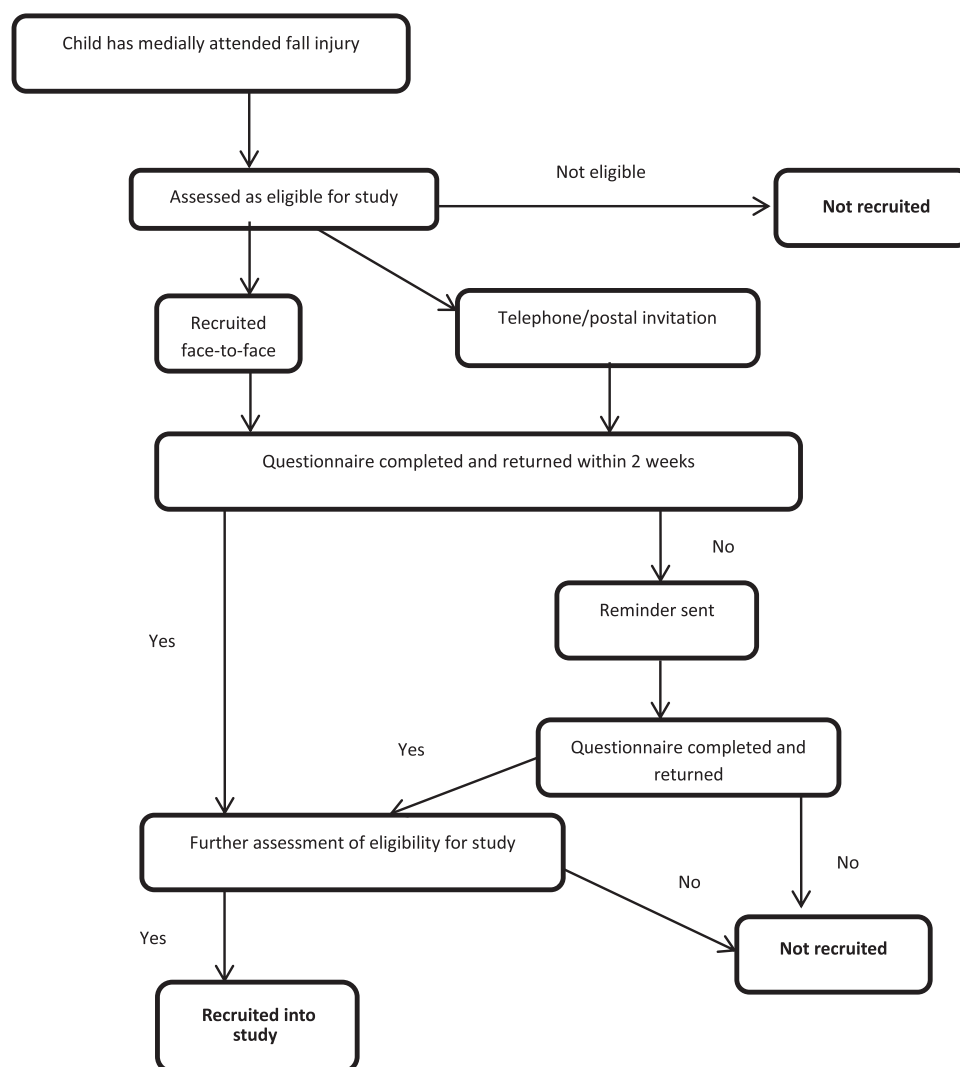 Child has medially attended fall injury
Not eligible
Assessed as eligible for study
Not recruited
Recruited
face-to-face
Telephone/postal invitation
Questionnaire completed and returned within 2 weeks
No
Reminder sent
Yes
Questionnaire completed and
returned
Yes
Further assessment of eligibility for study
No
No
Yes
Not recruited
Recruited into
study